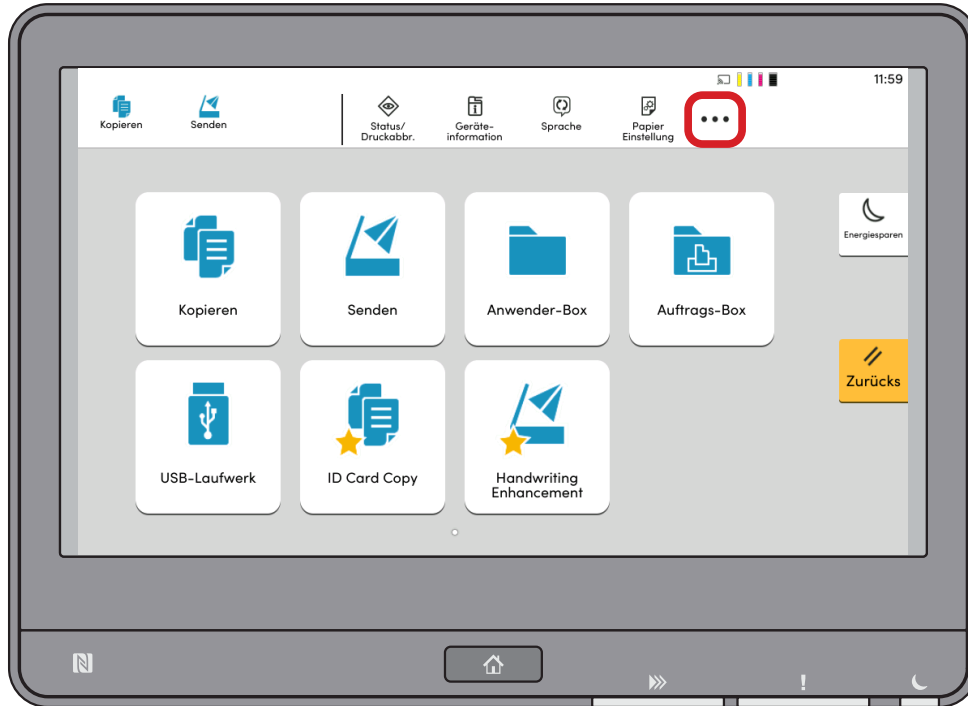 11:59
Kopieren
Senden
Status/
Druckabbr.
Geräte-
information
Sprache
Papier
Einstellung
Energiesparen
Kopieren
Senden
Anwender-Box
Auftrags-Box
Zurücks
USB-Laufwerk
ID Card Copy
Handwriting
Enhancement